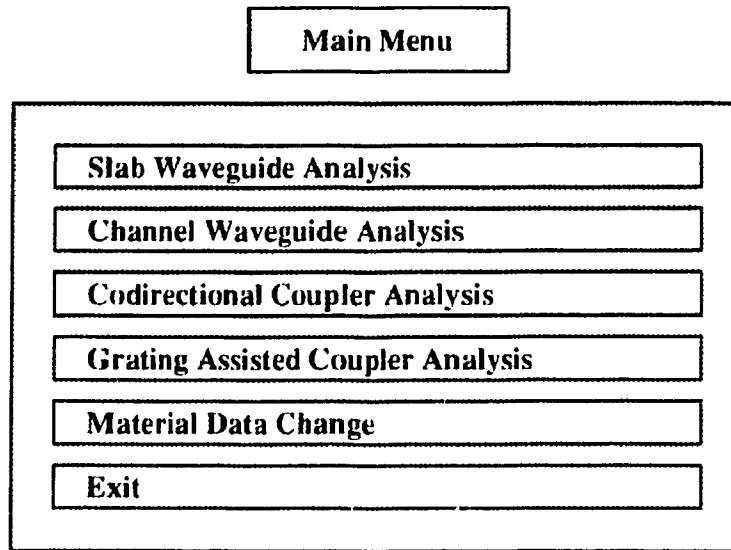 Main Menu
Slab Waveguide Analysis
Channel Waveguide Analysis
Codirectional Coupler Analysis
Grating Assisted Coupler Analysis
Material Data Change
Exit